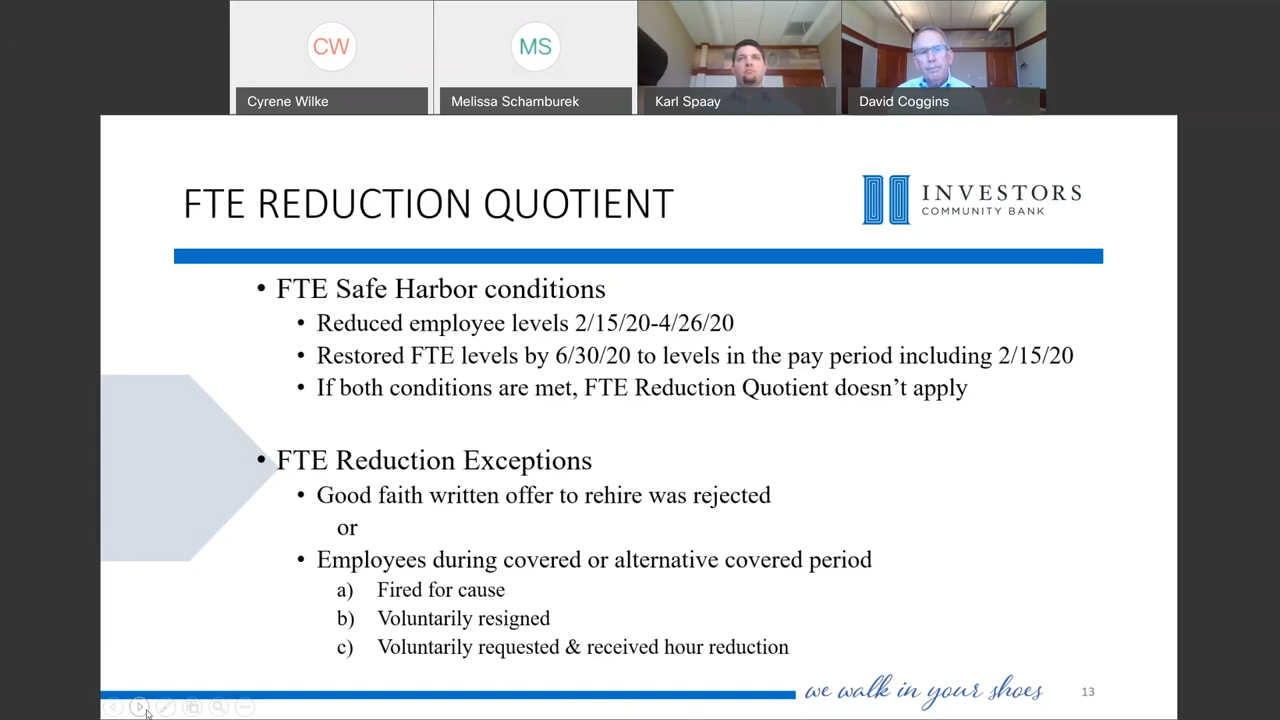 CW
MS
Cyrene Wilke
Melissa Schamburek
Karl Spaay
David Coggins
FTE REDUCTION QUOTIENT
INVESTORS
COMMUNITY BANK
• FTE Safe Harbor conditions
• Reduced employee levels 2/15/20-4/26/20
• Restored FTE levels by 6/30/20 to levels in the pay period including 2/15/20
• If both conditions are met, FTE Reduction Quotient doesn’t apply
• FTE Reduction Exceptions
• Good faith written offer to rehire was rejected
or
• Employees during covered or alternative covered period
a) Fired for cause
b) Voluntarily resigned
c) Voluntarily requested & received hour reduction
we walk in your shoes
13